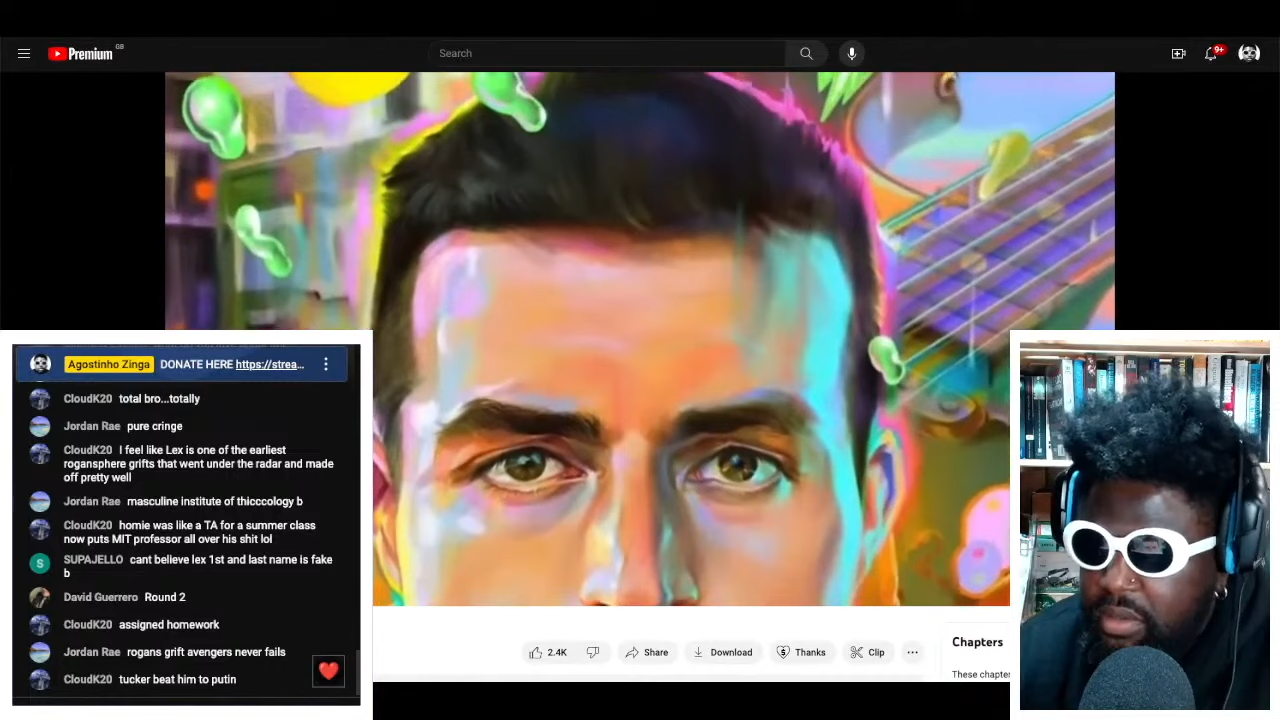 Premium GB
Search
9+
Agostinho Zinga DONATE HERE https://strea...
CloudK20 total bro...totally
Jordan Rae pure cringe
CloudK20 I feel like Lex is one of the earliest
rogansphere grifts that went under the radar and made
off pretty well
Jordan Rae masculine institute of thicccology b
CloudK20 homie was like a TA for a summer class
now puts MIT professor all over his shit lol
S SUPAJELLO cant believe lex 1st and last name is fake
b
David Guerrero Round 2
CloudK20 assigned homework
Jordan Rae rogans grift avengers never fails
CloudK20 tucker beat him to putin
2.4K Share Download Thanks Clip
Chapters
These chapter